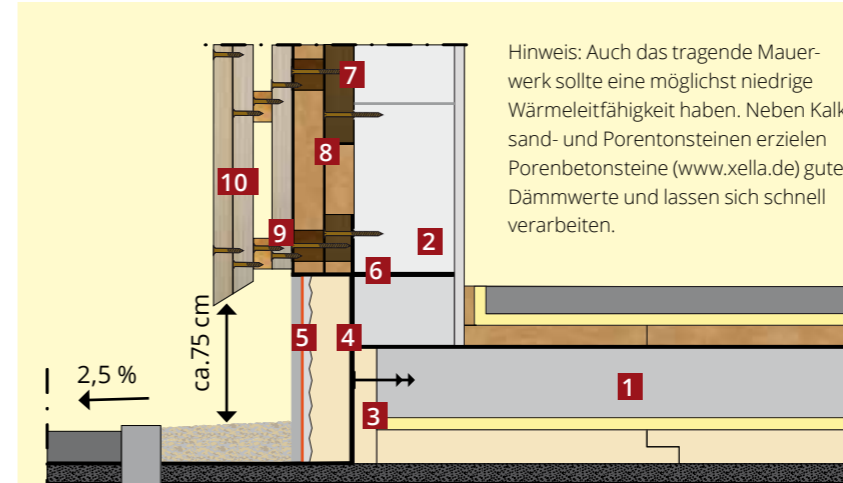 Hinweis: Auch das tragende Mauer-
werk sollte eine möglichst niedrige
Wärmeleitfähigkeit haben. Neben Kalk
sand- und Porentonsteinen erzielen
Porenbetonsteine (www.xella.de) gute
Dämmwerte und lassen sich schnell
verarbeiten.
7
8
10
9
2
6
5
4
ca.75 cm
2,5 %
3
1